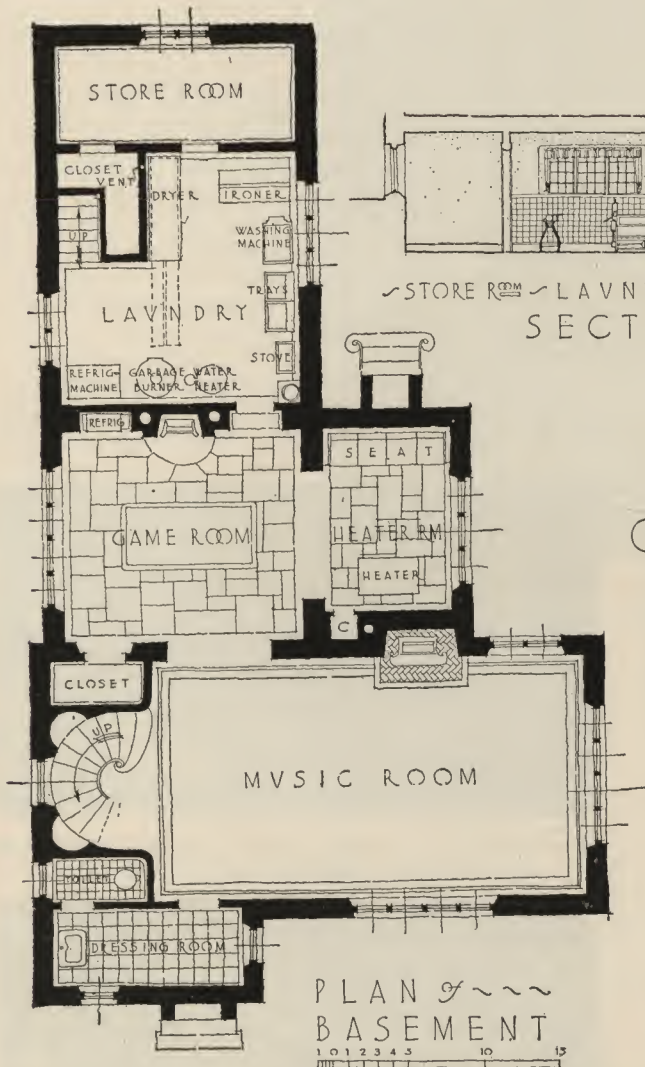 STORE ROOM
CLOSET
VENT
DRYER
IRONER
UP
WASHING
MACHINE
TRAYS
LAVNDRY
STOVE
REFRIG
MACHINE
GARBAGE
BURNER
WATER
HEATER
~STORE ROOM~LAVN
SECT
REFRIG
SEAT
GAME ROOM
HEATER RM
HEATER
C
CLOSET
UP
MVSIC ROOM
TOILET
DRESSING ROOM
PLAN of ~~~
BASEMENT
1 0 1 2 3 4 5 10 15